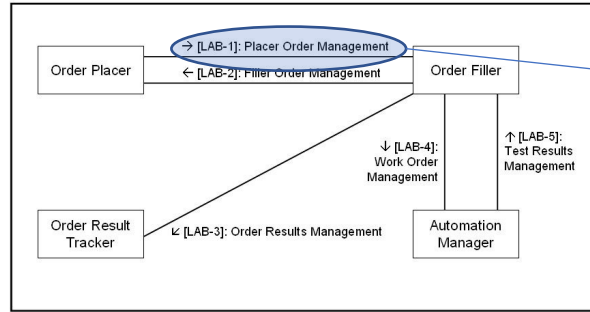 → [LAB-1]: Placer Order Management
Order Placer
← [LAB-2]: Filler Order Management
Order Filler
↓ [LAB-4]:
Work Order
Management
↑ [LAB-5]:
Test Results
Management
Order Result
Tracker
↙ [LAB-3]: Order Results Management
Automation
Manager